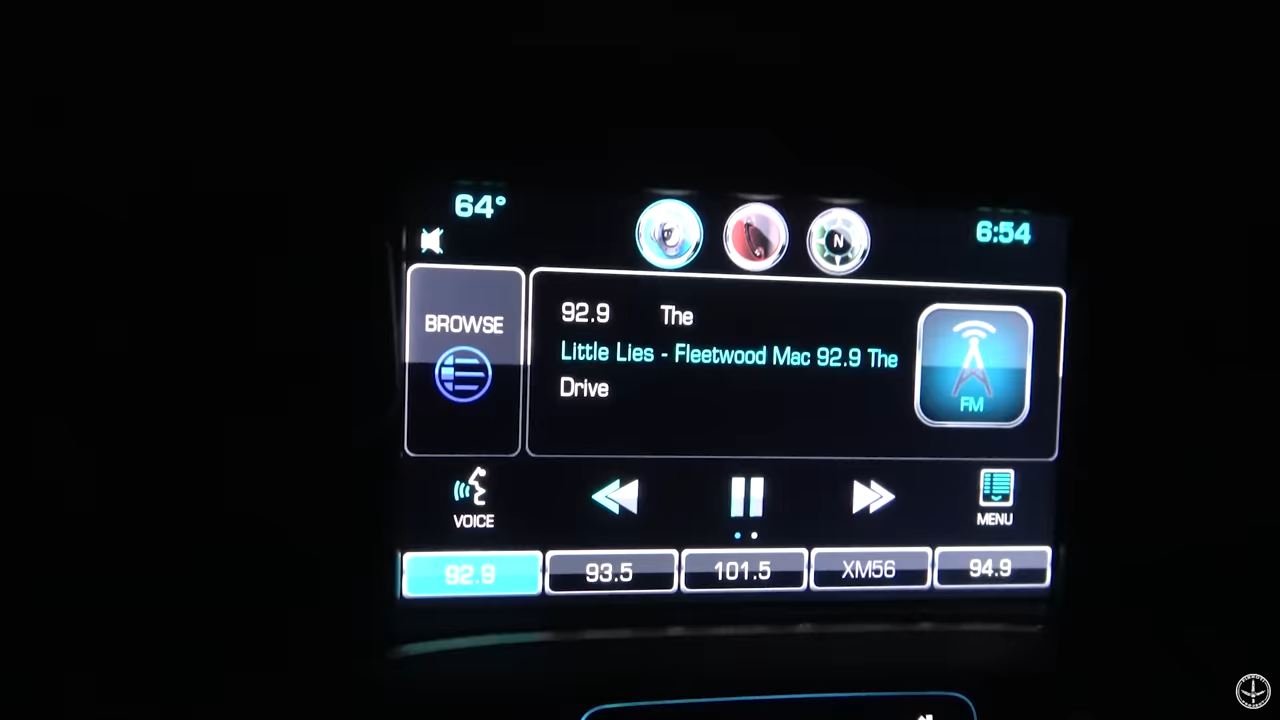 64°
6:54
N
BROWSE
92.9 The
Little Lies - Fleetwood Mac 92.9 The
Drive
FM
VOICE
MENU
92.9
93.5
101.5
XM56
94.9